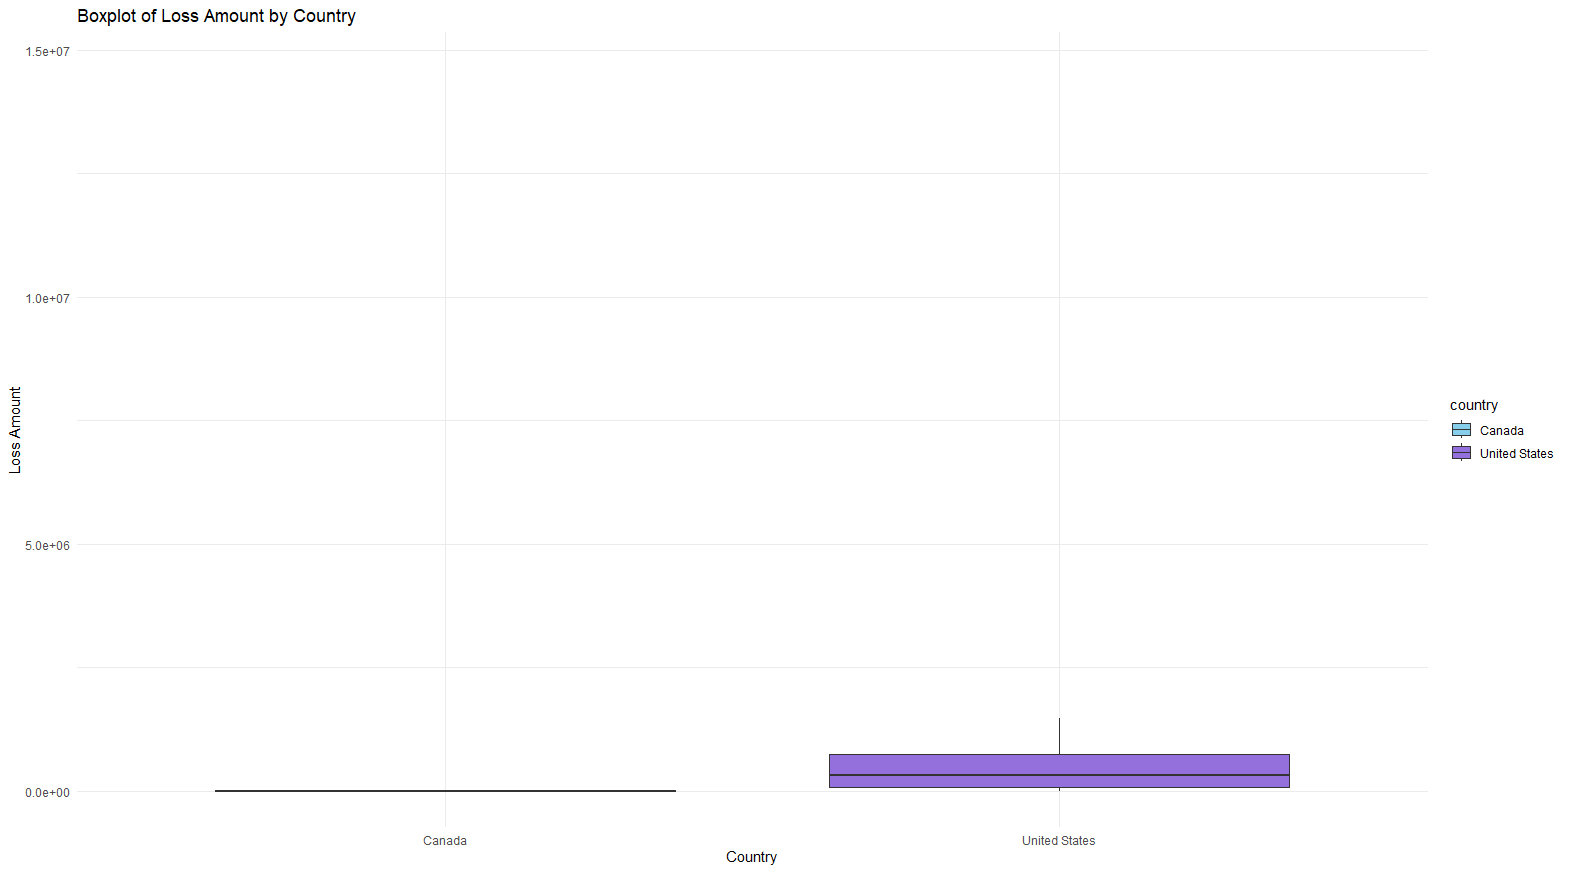 Boxplot of Loss Amount by Country
1.5e+07
1.0e+07
5.0e+06
0.0e+00
Loss Amount
Canada
United States
Country
country
Canada
United States